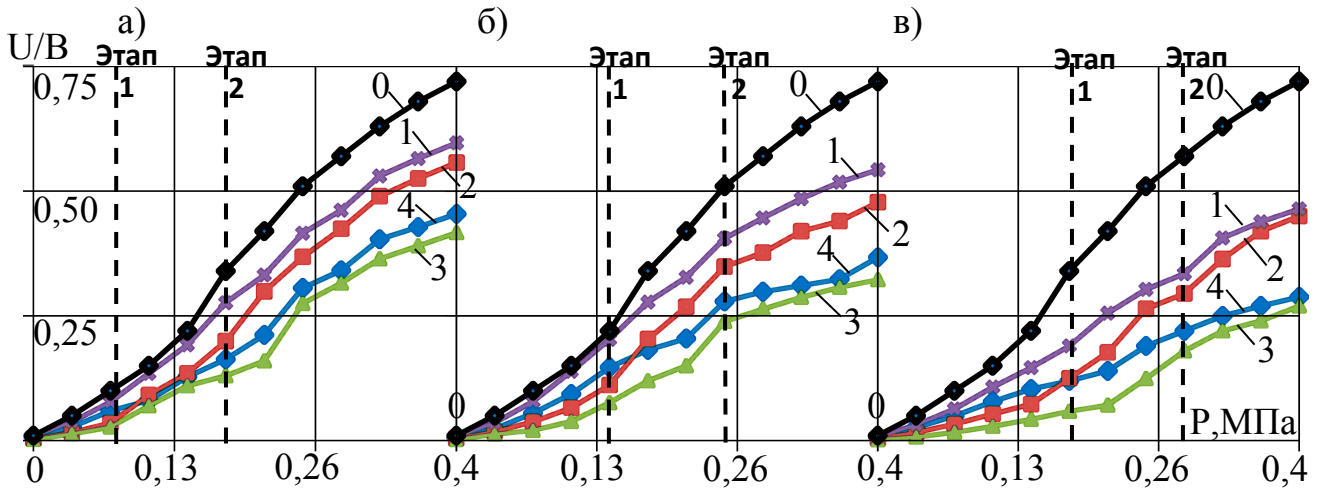 а) б) в)
U/В Этап Этап Этап Этап Этап Этап
0,75 1 2 0 1 2 0 1 2 0
1 1
2 4 2 1
0,50 4 3 4 2
3 4
0,25 3
0 0 P,МПа
0 0,13 0,26 0,4 0,13 0,26 0,4 0,13 0,26 0,4